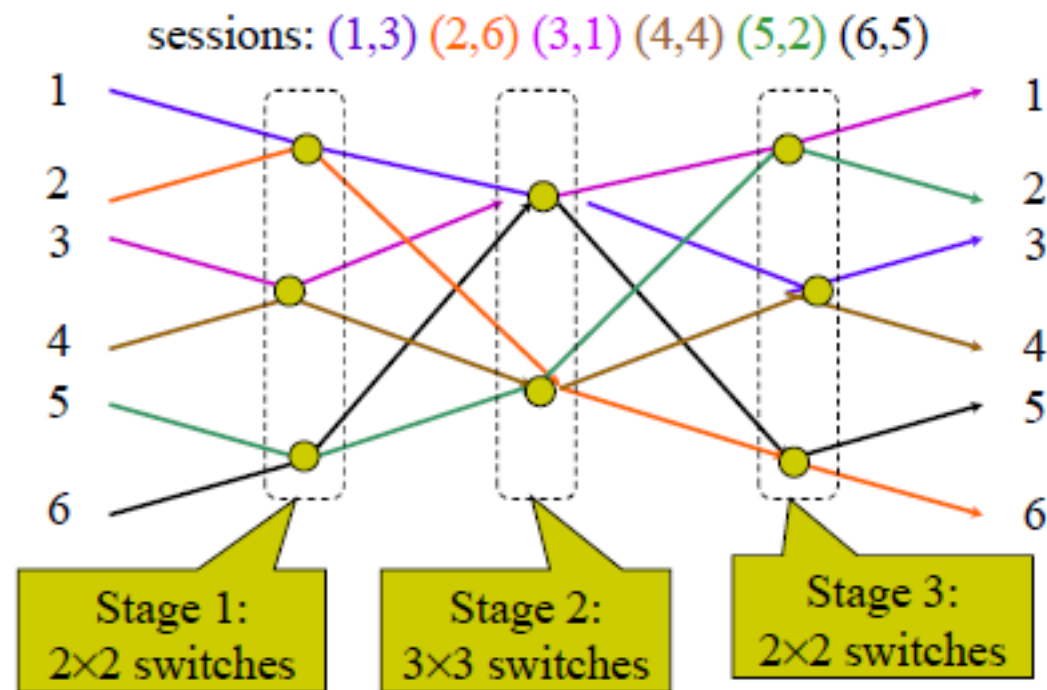 sessions: (1,3) (2,6) (3,1) (4,4) (5,2) (6,5)
1
2
3
4
5
6
1
2
3
4
5
6
Stage 1:
2×2 switches
Stage 2:
3×3 switches
Stage 3:
2×2 switches